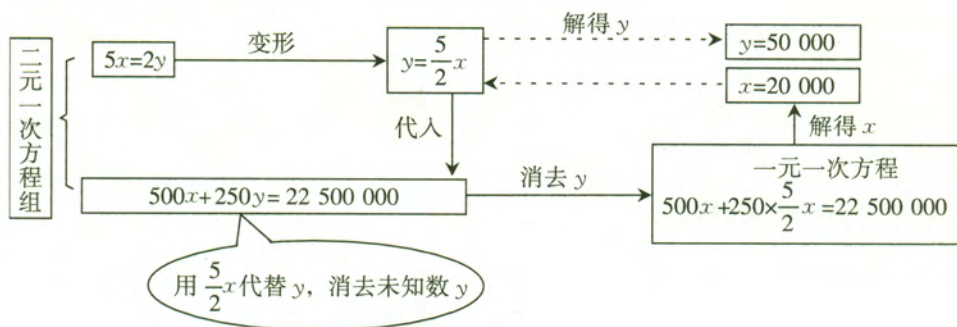 二元一次方程组
5x=2y
变形
y=5/2 x
解得 y
y=50 000
x=20 000
代入
解得 x
500x+250y= 22 500 000
消去 y
一元一次方程
500x+250×5/2 x=22 500 000
用 5/2 x代替 y，消去未知数 y